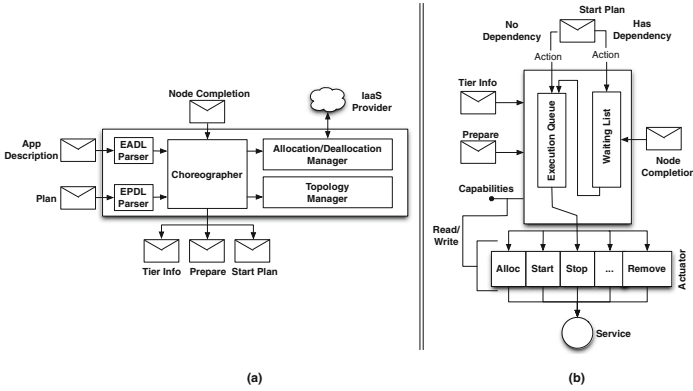 Node Completion
IaaS
Provider
App
Description
EADL
Parser
Choreographer
Allocation/Deallocation
Manager
Plan
EPDL
Parser
Topology
Manager
Tier Info
Prepare
Start Plan
(a)
Start Plan
No
Dependency
Has
Dependency
Action
Action
Tier Info
Prepare
Execution Queue
Waiting List
Node
Completion
Capabilities
Read/
Write
Alloc
Start
Stop
...
Remove
Actuator
Service
(b)